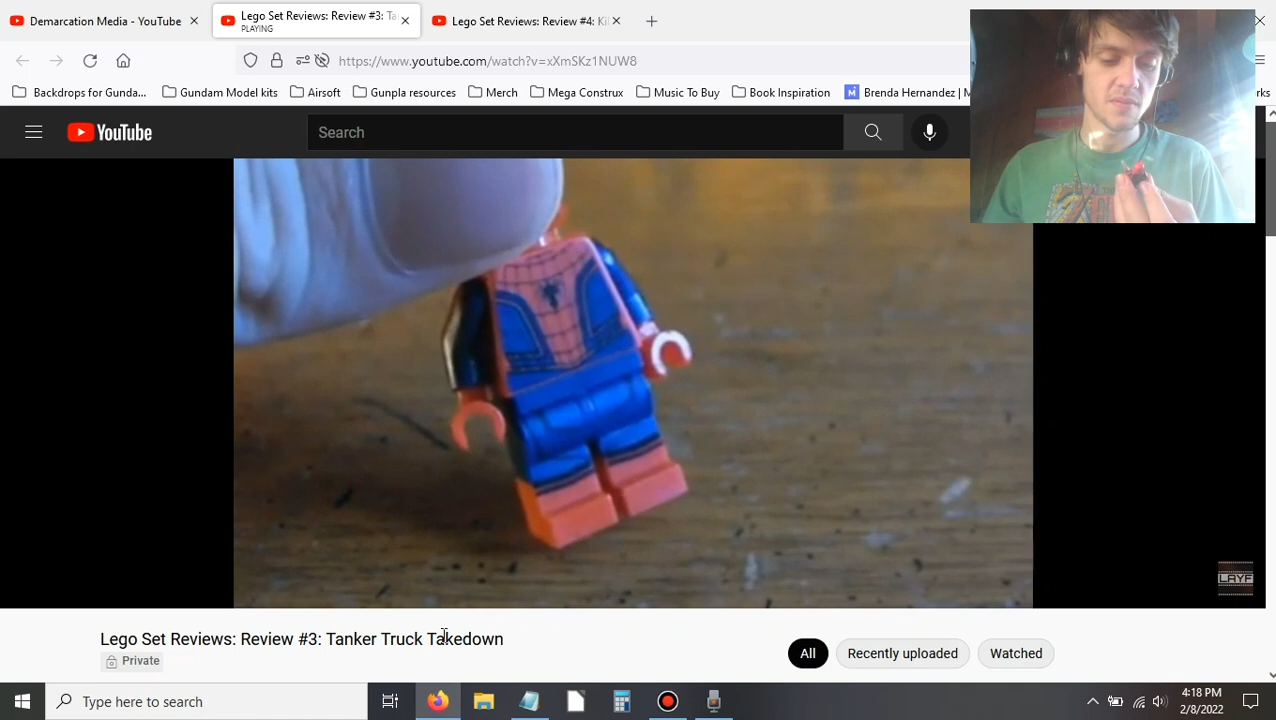 Demarcation Media - YouTube
Lego Set Reviews: Review #3: Ta
PLAYING
Lego Set Reviews: Review #4: Ki
https://www.youtube.com/watch?v=xXmSKz1NUW8
Backdrops for Gunda...
Gundam Model kits
Airsoft
Gunpla resources
Merch
Mega Construx
Music To Buy
Book Inspiration
M
Brenda Hernandez | M
rks
YouTube
Search
LAYF
Lego Set Reviews: Review #3: Tanker Truck Takedown
Private
All
Recently uploaded
Watched
Type here to search
4:18 PM
2/8/2022